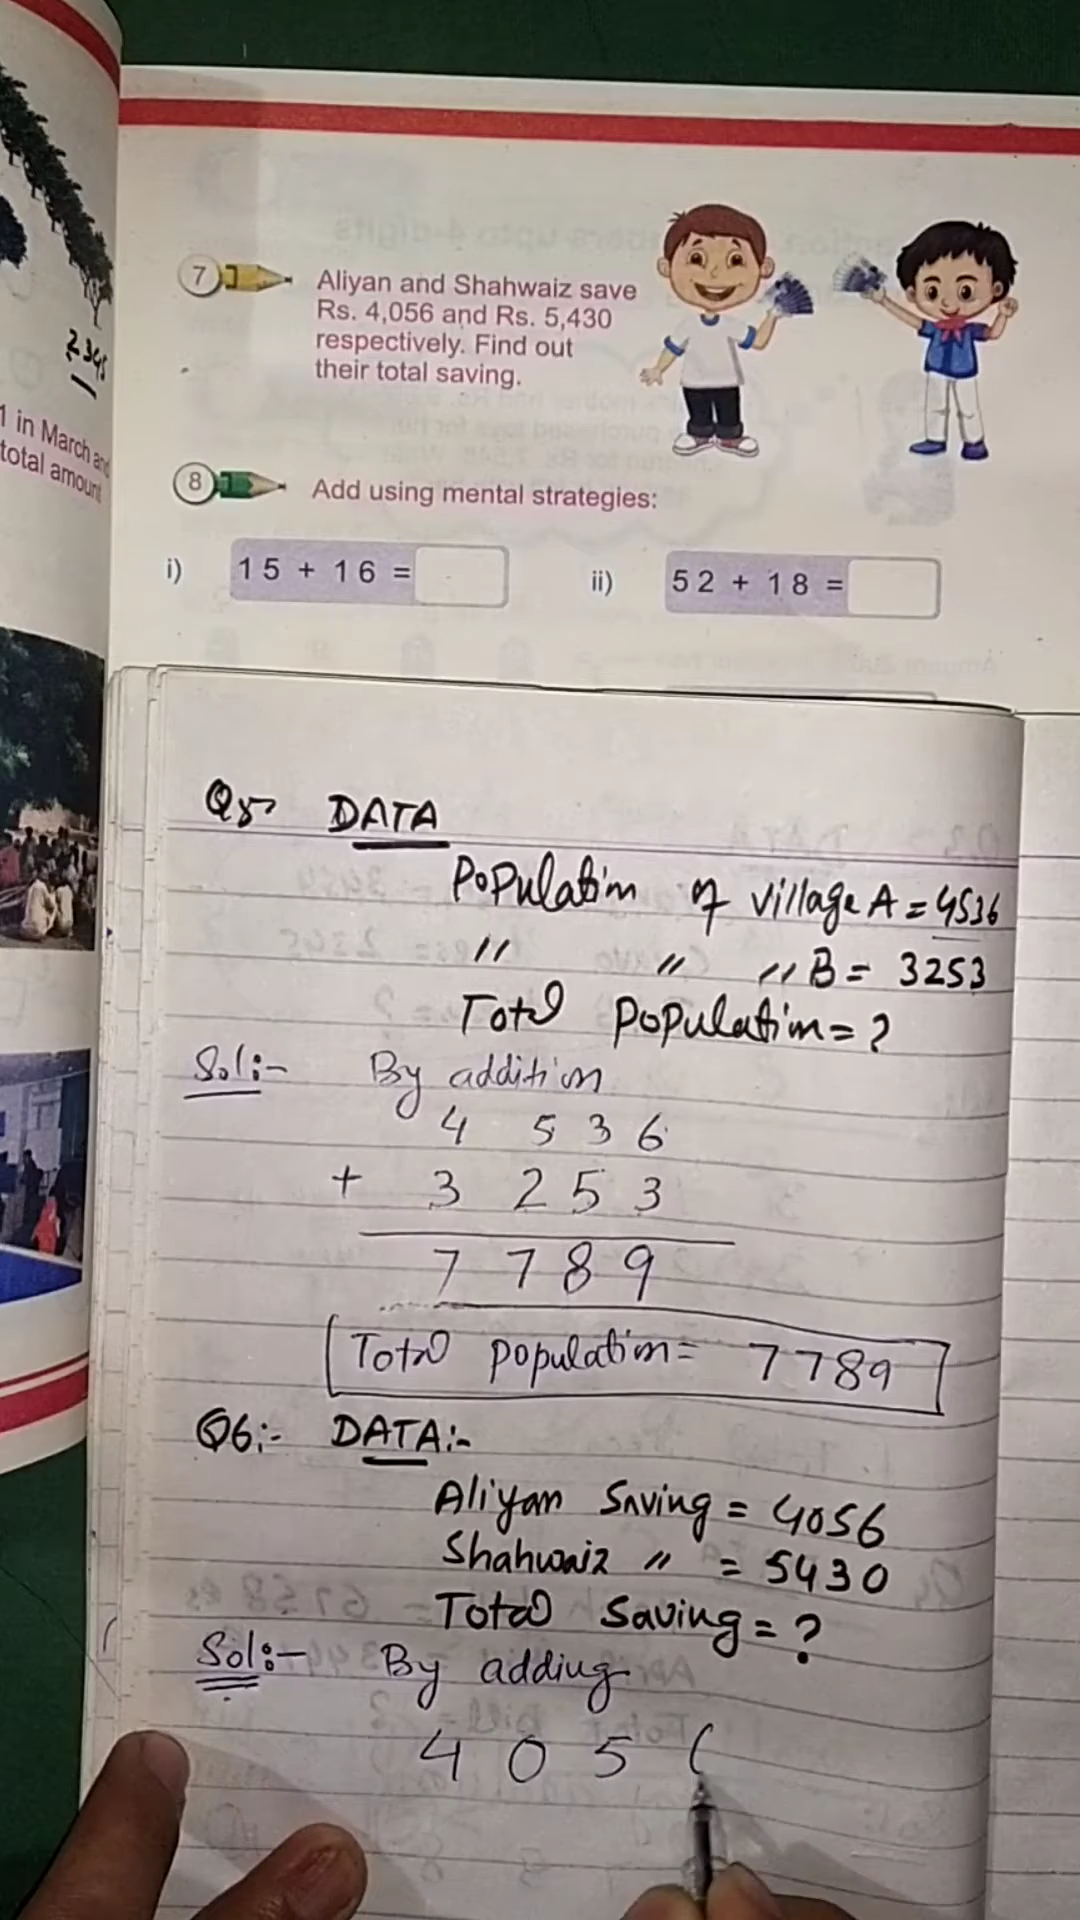 2345
1 in March and
total amount
7 Aliyan and Shahwaiz save
Rs. 4,056 and Rs. 5,430
respectively. Find out
their total saving.
8 Add using mental strategies:
i) 15 + 16 =
ii) 52 + 18 =
Q5 DATA
Population of village A = 4536
" " " B = 3253
Total Population = ?
Sol:- By addition
4 5 3 6
+ 3 2 5 3
7 7 8 9
Total population = 7789
Q6:- DATA:-
Aliyan Saving = 4056
Shahwaiz " = 5430
Total Saving = ?
Sol:- By adding
4 0 5